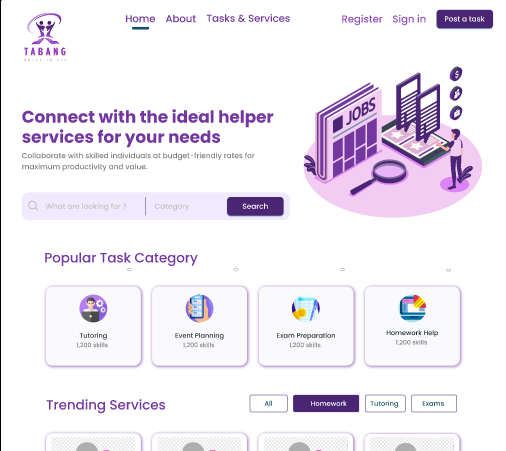 Home About Tasks & Services Register Sign in Post a task
TABANG
Connect with the ideal helper
services for your needs
Collaborate with skilled individuals at budget-friendly rates for
maximum productivity and value.
JOBS
What are looking for ? Category Search
Popular Task Category
Tutoring
1,200 skills
Event Planning
1,200 skills
Exam Preparation
1,200 skills
Homework Help
1,200 skills
Trending Services
All Homework Tutoring Exams